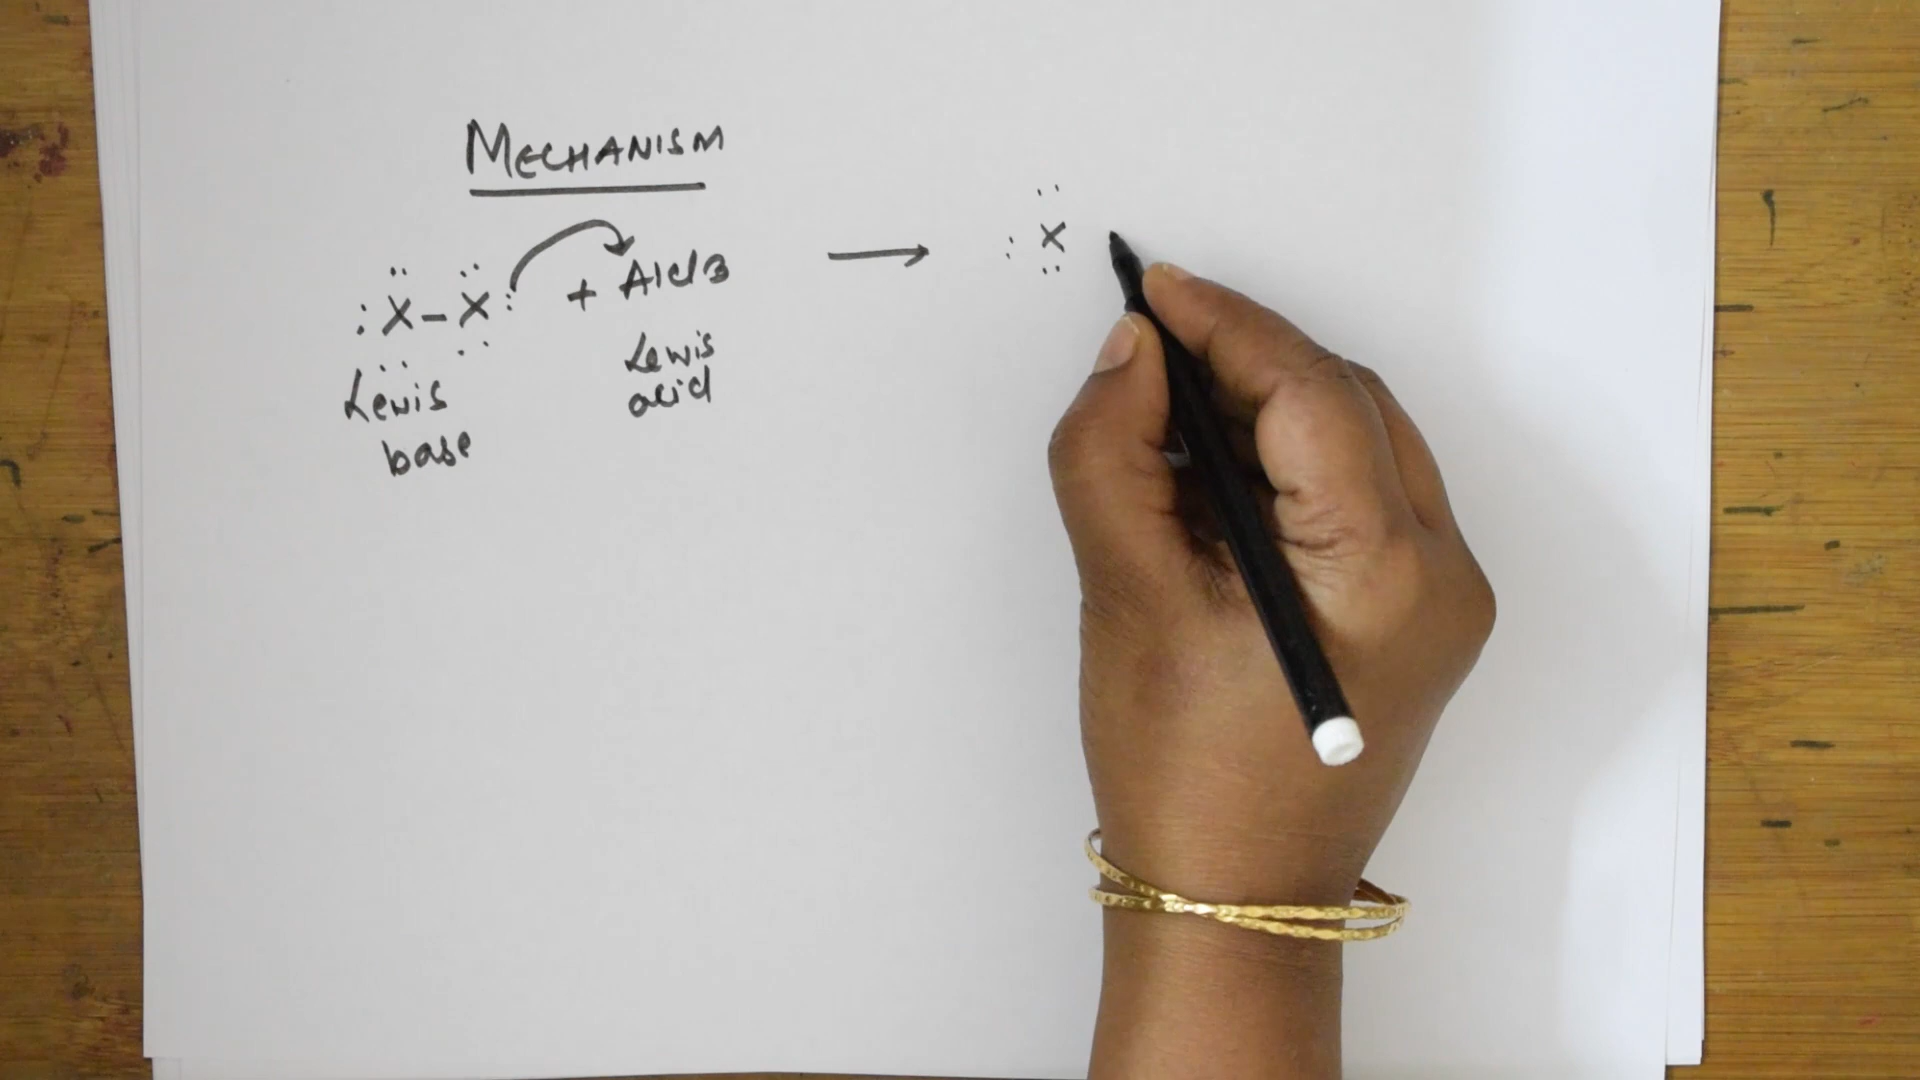 MECHANISM
:Ẍ-Ẍ: + AlCl3 ⟶ :Ẍ
Lewis base
Lewis acid